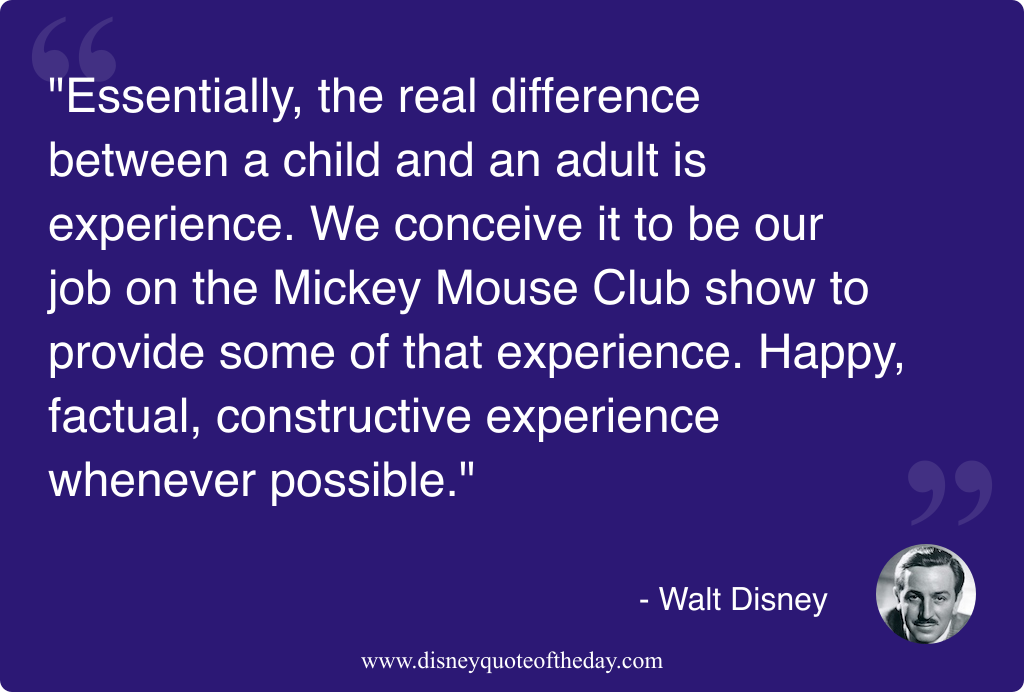 "Essentially, the real difference
between a child and an adult is
experience. We conceive it to be our
job on the Mickey Mouse Club show to
provide some of that experience. Happy,
factual, constructive experience
whenever possible."
- Walt Disney
www.disneyquoteoftheday.com